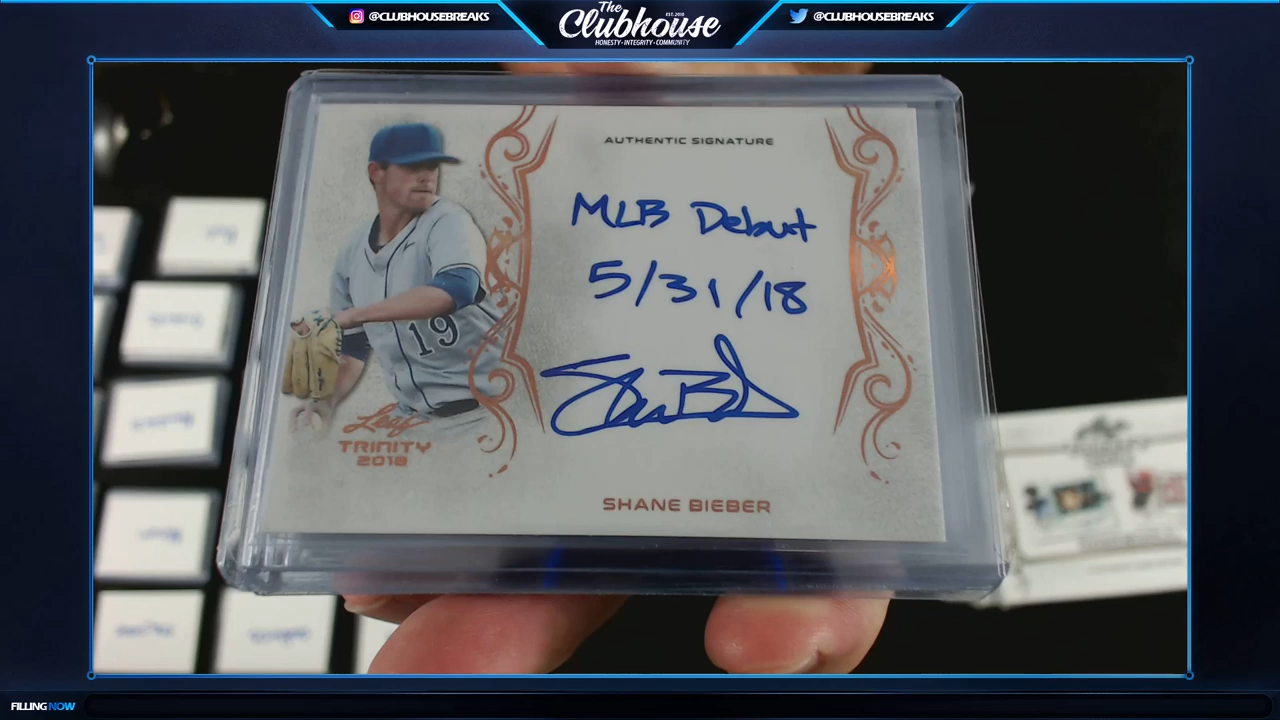 @CLUBHOUSEBREAKS
The
Clubhouse
EST. 2018
HONESTY • INTEGRITY • COMMUNITY
@CLUBHOUSEBREAKS
AUTHENTIC SIGNATURE
MLB Debut
5/31/18
19
Leaf
TRINITY
2018
SHANE BIEBER
FILLING NOW